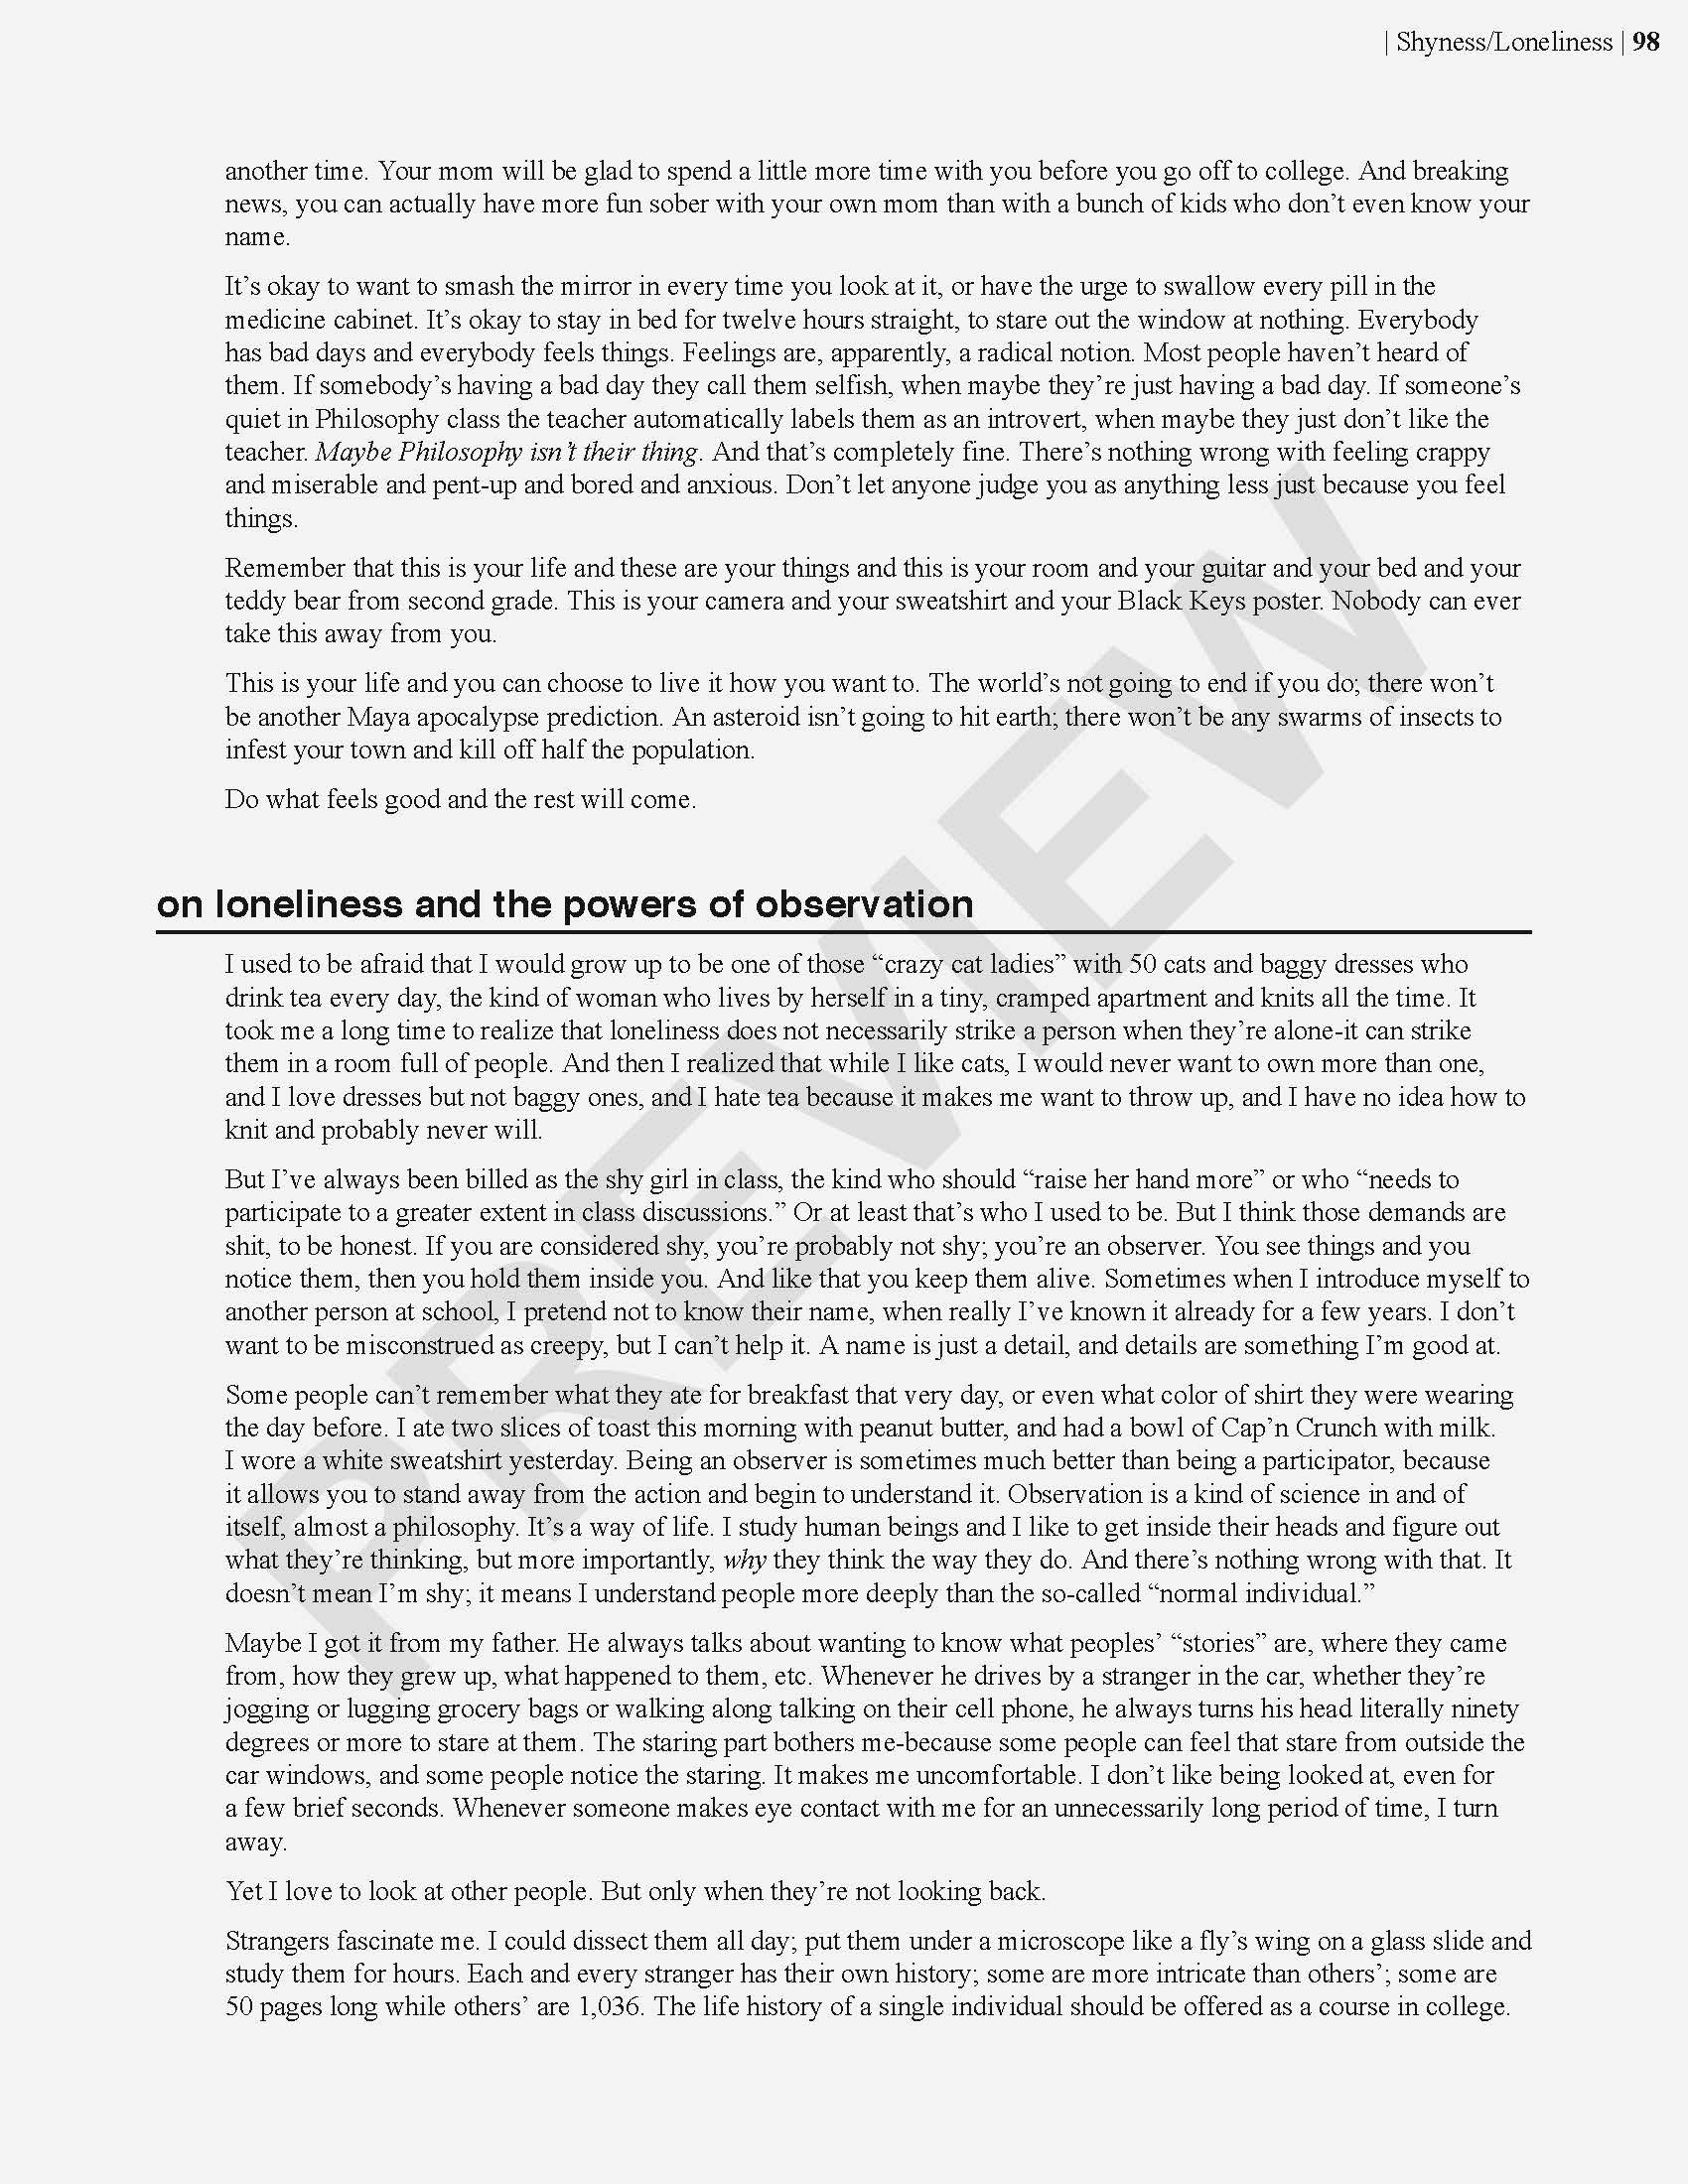 | Shyness/Loneliness | 98
another time. Your mom will be glad to spend a little more time with you before you go off to college. And breaking
news, you can actually have more fun sober with your own mom than with a bunch of kids who don’t even know your
name.
It’s okay to want to smash the mirror in every time you look at it, or have the urge to swallow every pill in the
medicine cabinet. It’s okay to stay in bed for twelve hours straight, to stare out the window at nothing. Everybody
has bad days and everybody feels things. Feelings are, apparently, a radical notion. Most people haven’t heard of
them. If somebody’s having a bad day they call them selfish, when maybe they’re just having a bad day. If someone’s
quiet in Philosophy class the teacher automatically labels them as an introvert, when maybe they just don’t like the
teacher. Maybe Philosophy isn’t their thing. And that’s completely fine. There’s nothing wrong with feeling crappy
and miserable and pent-up and bored and anxious. Don’t let anyone judge you as anything less just because you feel
things.
Remember that this is your life and these are your things and this is your room and your guitar and your bed and your
teddy bear from second grade. This is your camera and your sweatshirt and your Black Keys poster. Nobody can ever
take this away from you.
This is your life and you can choose to live it how you want to. The world’s not going to end if you do; there won’t
be another Maya apocalypse prediction. An asteroid isn’t going to hit earth; there won’t be any swarms of insects to
infest your town and kill off half the population.
Do what feels good and the rest will come.
on loneliness and the powers of observation
I used to be afraid that I would grow up to be one of those “crazy cat ladies” with 50 cats and baggy dresses who
drink tea every day, the kind of woman who lives by herself in a tiny, cramped apartment and knits all the time. It
took me a long time to realize that loneliness does not necessarily strike a person when they’re alone-it can strike
them in a room full of people. And then I realized that while I like cats, I would never want to own more than one,
and I love dresses but not baggy ones, and I hate tea because it makes me want to throw up, and I have no idea how to
knit and probably never will.
But I’ve always been billed as the shy girl in class, the kind who should “raise her hand more” or who “needs to
participate to a greater extent in class discussions.” Or at least that’s who I used to be. But I think those demands are
shit, to be honest. If you are considered shy, you’re probably not shy; you’re an observer. You see things and you
notice them, then you hold them inside you. And like that you keep them alive. Sometimes when I introduce myself to
another person at school, I pretend not to know their name, when really I’ve known it already for a few years. I don’t
want to be misconstrued as creepy, but I can’t help it. A name is just a detail, and details are something I’m good at.
Some people can’t remember what they ate for breakfast that very day, or even what color of shirt they were wearing
the day before. I ate two slices of toast this morning with peanut butter, and had a bowl of Cap’n Crunch with milk.
I wore a white sweatshirt yesterday. Being an observer is sometimes much better than being a participator, because
it allows you to stand away from the action and begin to understand it. Observation is a kind of science in and of
itself, almost a philosophy. It’s a way of life. I study human beings and I like to get inside their heads and figure out
what they’re thinking, but more importantly, why they think the way they do. And there’s nothing wrong with that. It
doesn’t mean I’m shy; it means I understand people more deeply than the so-called “normal individual.”
Maybe I got it from my father. He always talks about wanting to know what peoples’ “stories” are, where they came
from, how they grew up, what happened to them, etc. Whenever he drives by a stranger in the car, whether they’re
jogging or lugging grocery bags or walking along talking on their cell phone, he always turns his head literally ninety
degrees or more to stare at them. The staring part bothers me-because some people can feel that stare from outside the
car windows, and some people notice the staring. It makes me uncomfortable. I don’t like being looked at, even for
a few brief seconds. Whenever someone makes eye contact with me for an unnecessarily long period of time, I turn
away.
Yet I love to look at other people. But only when they’re not looking back.
Strangers fascinate me. I could dissect them all day; put them under a microscope like a fly’s wing on a glass slide and
study them for hours. Each and every stranger has their own history; some are more intricate than others’; some are
50 pages long while others’ are 1,036. The life history of a single individual should be offered as a course in college.
PREVIEW